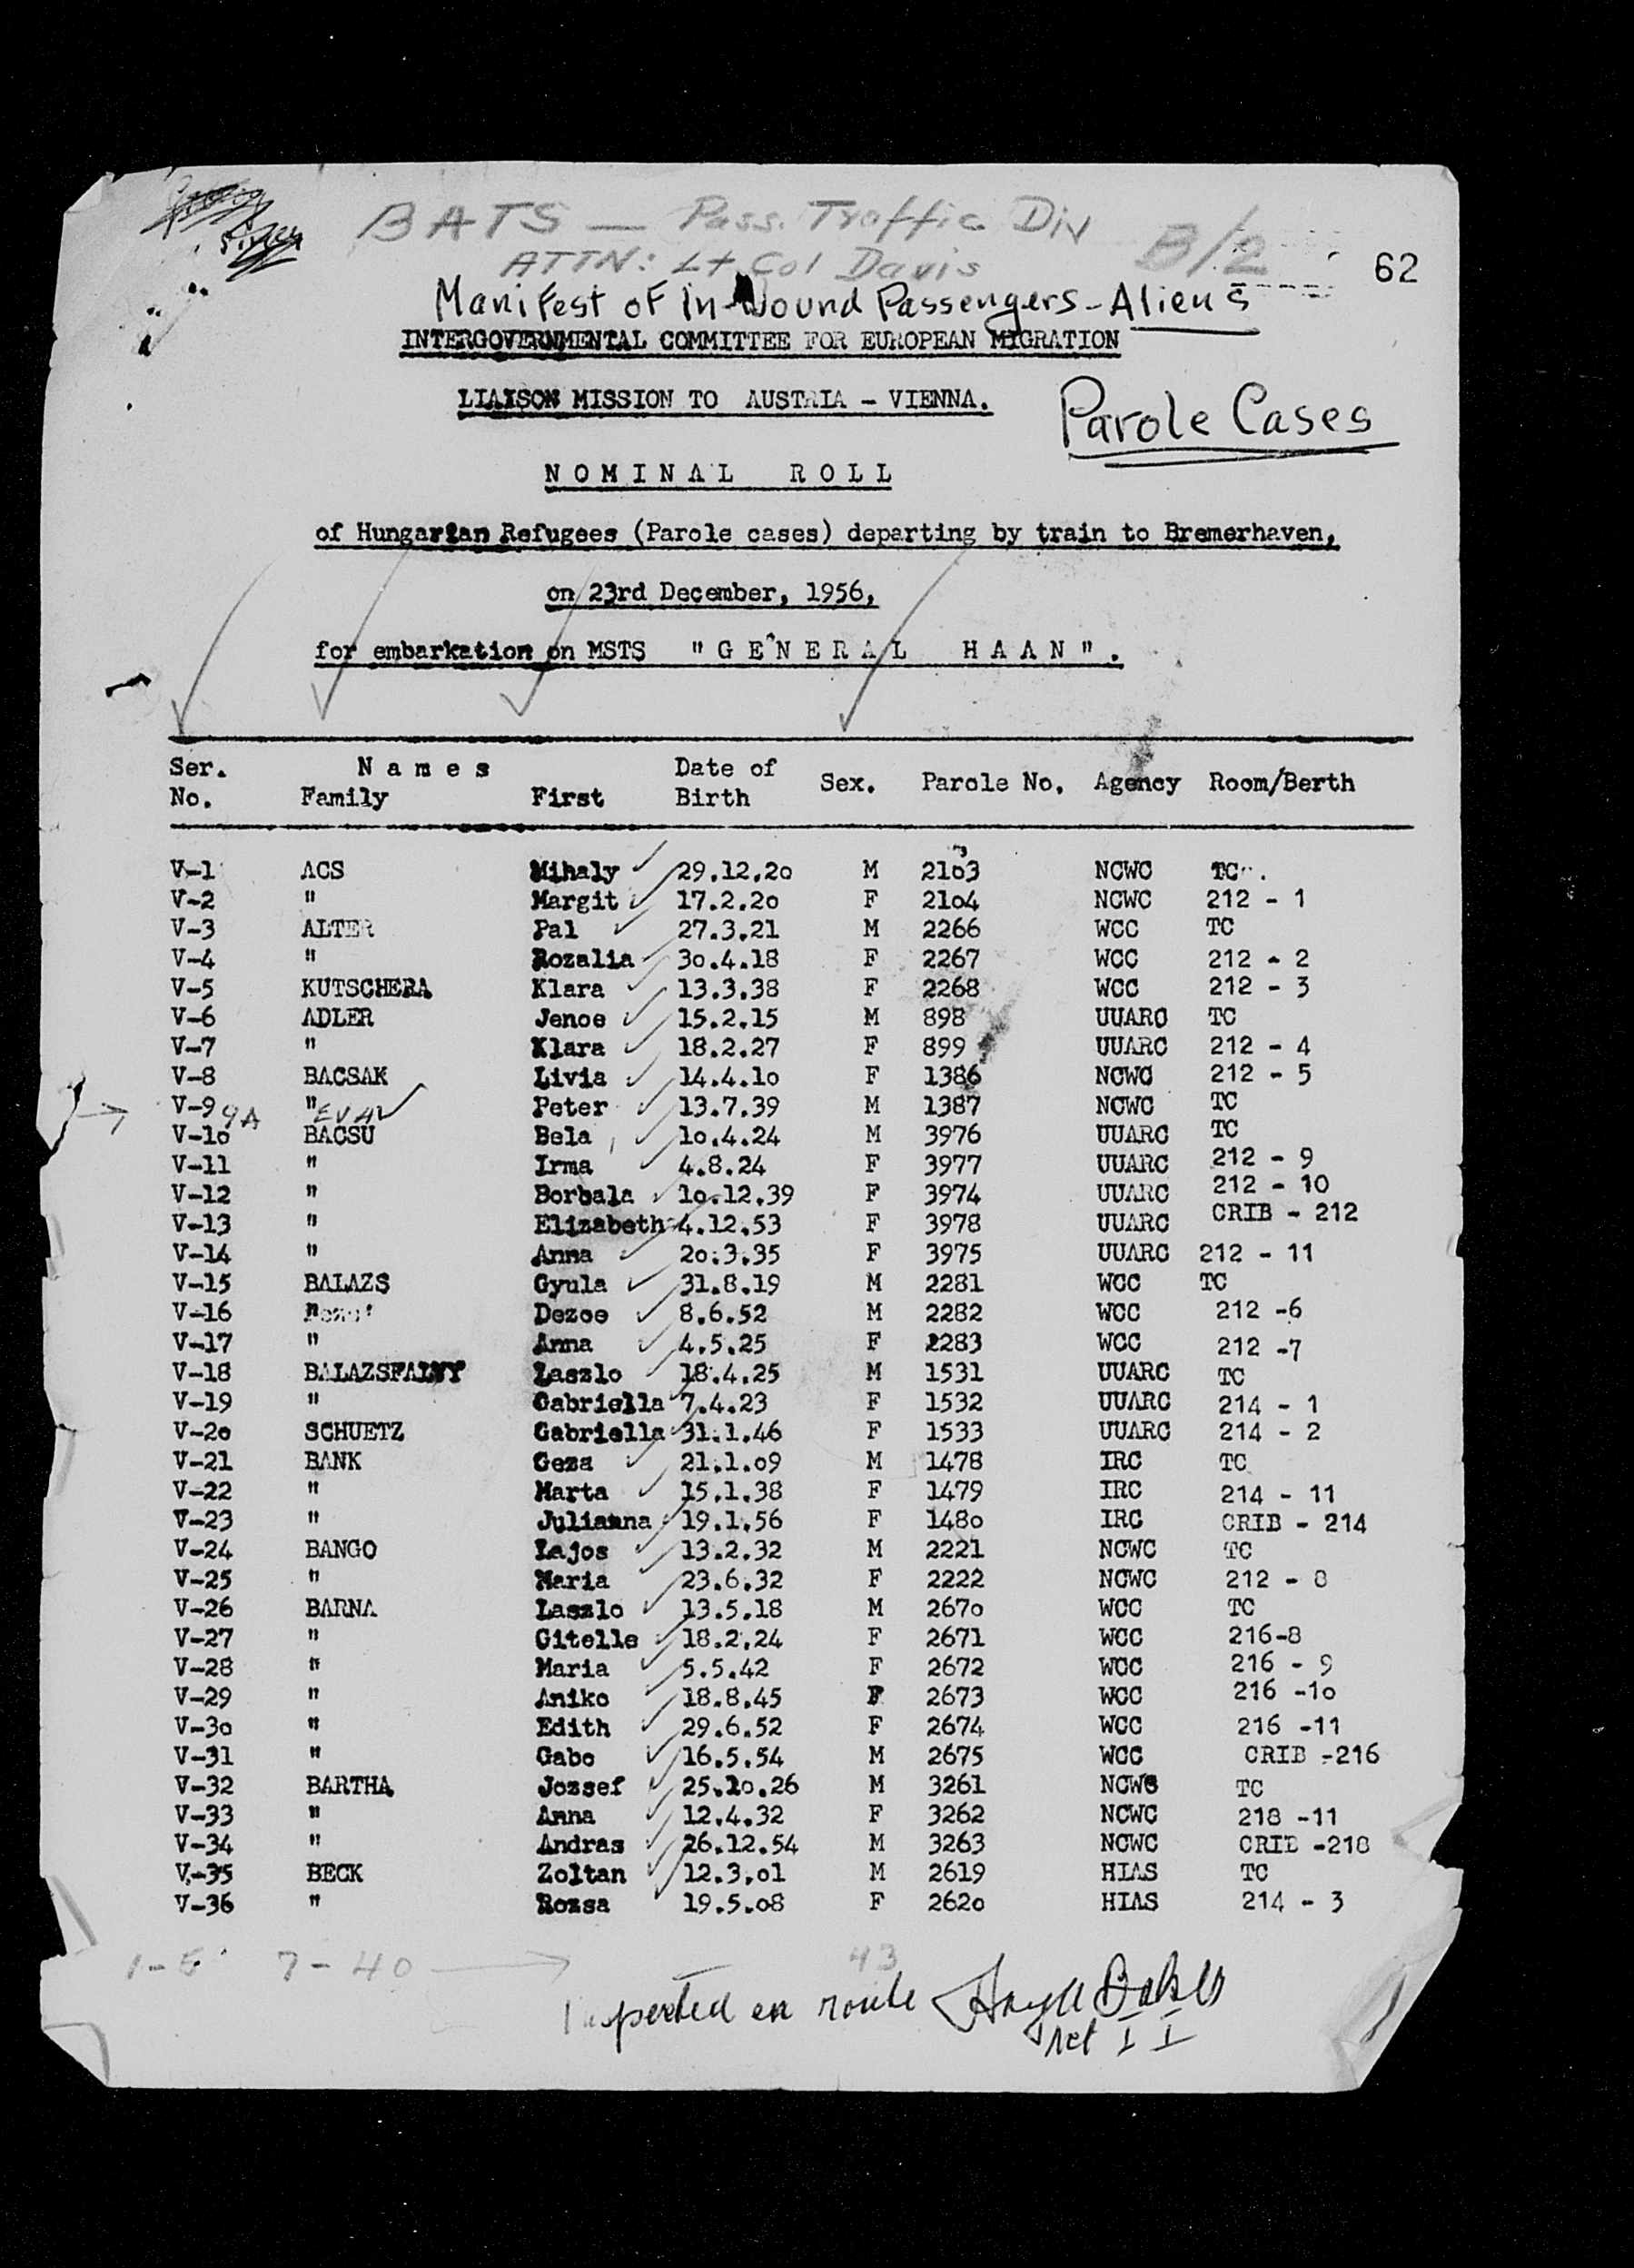 BATS — Pass. Traffic Div
B/2
ATTN: Lt Col Davis
62
Manifest of In-bound Passengers - Aliens
INTERGOVERNMENTAL COMMITTEE FOR EUROPEAN MIGRATION
LIAISON MISSION TO AUSTRIA - VIENNA.
Parole Cases
NOMINAL ROLL
of Hungarian Refugees (Parole cases) departing by train to Bremerhaven,
on 23rd December, 1956,
for embarkation on MSTS "GENERAL HAAN".
Ser. No. Names Family First Date of Birth Sex. Parole No. Agency Room/Berth
V-1 ACS Mihaly 29.12.20 M 2103 NCWC TC
V-2 " Margit 17.2.20 F 2104 NCWC 212 - 1
V-3 ALTER Pal 27.3.21 M 2266 WCC TC
V-4 " Rozalia 30.4.18 F 2267 WCC 212 - 2
V-5 KUTSCHERA Klara 13.3.38 F 2268 WCC 212 - 3
V-6 ADLER Jenoe 15.2.15 M 898 UUARC TC
V-7 " Klara 18.2.27 F 899 UUARC 212 - 4
V-8 BACSAK Livia 14.4.10 F 1386 NCWC 212 - 5
V-9 " Peter 13.7.39 M 1387 NCWC TC
9A EVA
V-10 BACSU Bela 10.4.24 M 3976 UUARC TC
V-11 " Irma 4.8.24 F 3977 UUARC 212 - 9
V-12 " Borbala 10.12.39 F 3974 UUARC 212 - 10
V-13 " Elizabeth 4.12.53 F 3978 UUARC CRIB - 212
V-14 " Anna 20.3.35 F 3975 UUARC 212 - 11
V-15 BALAZS Gyula 31.8.19 M 2281 WCC TC
V-16 " Dezoe 8.6.52 M 2282 WCC 212 -6
V-17 " Anna 4.5.25 F 2283 WCC 212 -7
V-18 BALAZSFALVY Laszlo 18.4.25 M 1531 UUARC TC
V-19 " Gabriella 7.4.23 F 1532 UUARC 214 - 1
V-20 SCHUETZ Gabriella 31.1.46 F 1533 UUARC 214 - 2
V-21 BANK Geza 21.1.09 M 1478 IRC TC
V-22 " Marta 15.1.38 F 1479 IRC 214 - 11
V-23 " Julianna 19.1.56 F 1480 IRC CRIB - 214
V-24 BANGO Lajos 13.2.32 M 2221 NCWC TC
V-25 " Maria 23.6.32 F 2222 NCWC 212 - 8
V-26 BARNA Laszlo 13.5.18 M 2670 WCC TC
V-27 " Gitelle 18.2.24 F 2671 WCC 216-8
V-28 " Maria 5.5.42 F 2672 WCC 216 - 9
V-29 " Aniko 18.8.45 F 2673 WCC 216 -10
V-30 " Edith 29.6.52 F 2674 WCC 216 -11
V-31 " Gabo 16.5.54 M 2675 WCC CRIB -216
V-32 BARTHA Jozsef 25.10.26 M 3261 NCWC TC
V-33 " Anna 12.4.32 F 3262 NCWC 218 -11
V-34 " Andras 26.12.54 M 3263 NCWC CRIB -218
V-35 BECK Zoltan 12.3.01 M 2619 HIAS TC
V-36 " Rozsa 19.5.08 F 2620 HIAS 214 - 3
7-40 43
Inspected en route
Act I I